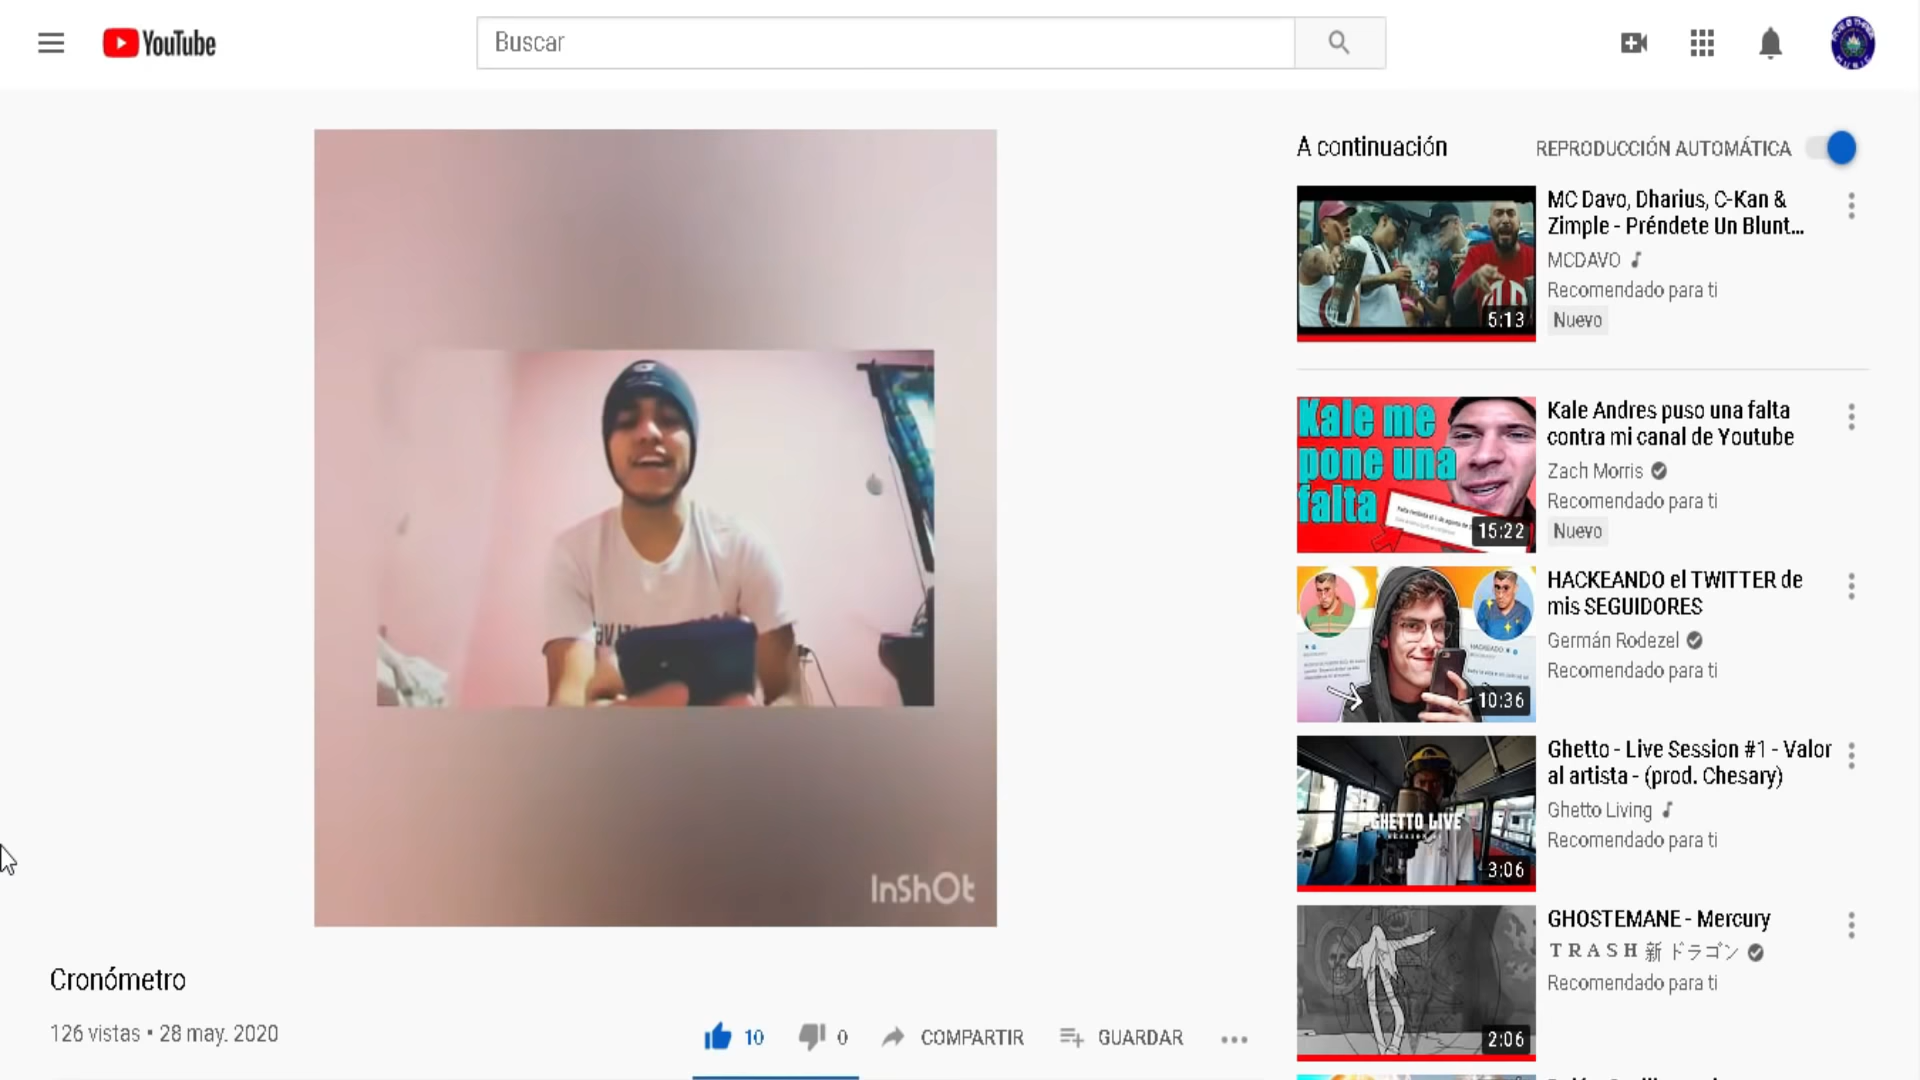 YouTube
Buscar
InShOt
Cronómetro
126 vistas • 28 may. 2020
10
0
COMPARTIR
GUARDAR
A continuación
REPRODUCCIÓN AUTOMÁTICA
5:13
MC Davo, Dharius, C-Kan &
Zimple - Préndete Un Blunt...
MCDAVO
Recomendado para ti
Nuevo
Kale me
pone una
falta
15:22
Kale Andres puso una falta
contra mi canal de Youtube
Zach Morris
Recomendado para ti
Nuevo
HACKEANDO
10:36
HACKEANDO el TWITTER de
mis SEGUIDORES
Germán Rodezel
Recomendado para ti
GHETTO LIVE
3:06
Ghetto - Live Session #1 - Valor
al artista - (prod. Chesary)
Ghetto Living
Recomendado para ti
2:06
GHOSTEMANE - Mercury
T R A S H 新 ドラゴン
Recomendado para ti